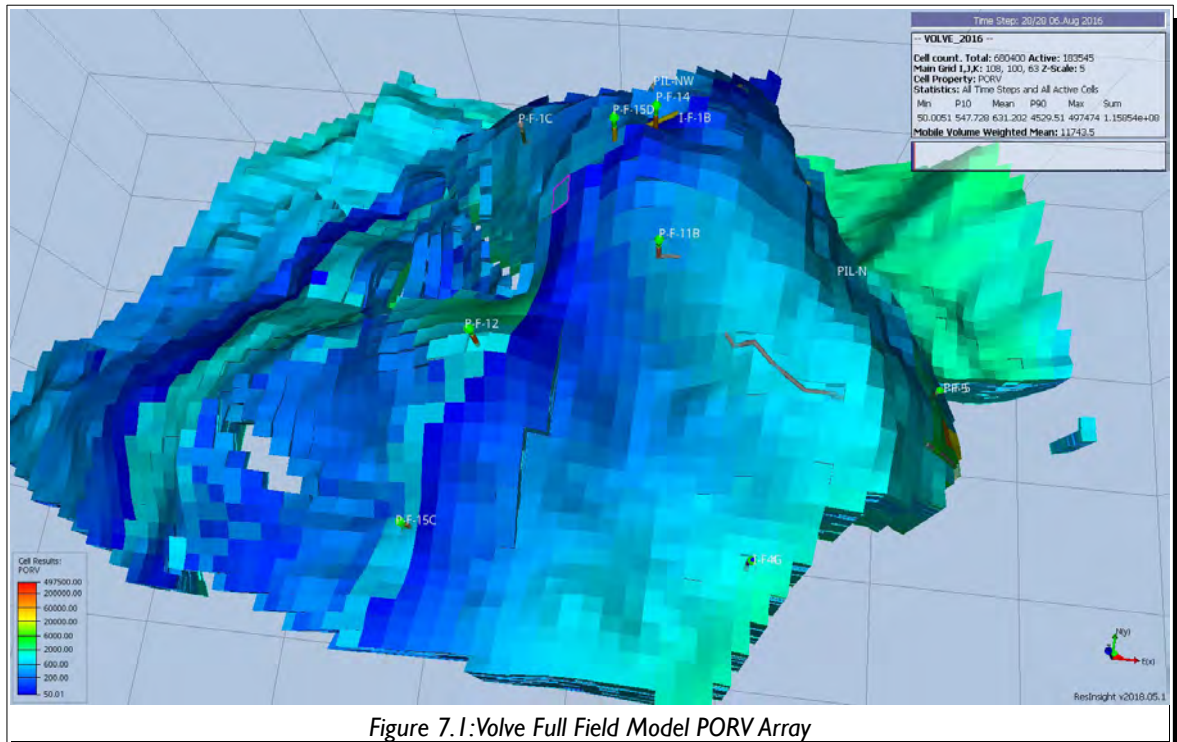 Time Step: 28/28 06.Aug 2016
-- VOLVE_2016 --
Cell count. Total: 680400 Active: 183545
Main Grid I,J,K: 108, 100, 63 Z-Scale: 5
Cell Property: PORV
Statistics: All Time Steps and All Active Cells
Min P10 Mean P90 Max Sum
50.0051 547.728 631.202 4529.51 497474 1.15854e+08
Mobile Volume Weighted Mean: 11743.5
PIL-NW
P-F-14
P-F-15D
I-F-1B
P-F-1C
P-F-11B
PIL-N
P-F-12
P-F-15C
Cell Results:
PORV
497500.00
200000.00
60000.00
20000.00
6000.00
2000.00
600.00
200.00
50.01
N(y)
E(x)
ResInsight v2018.05.1
Figure 7.1:Volve Full Field Model PORV Array